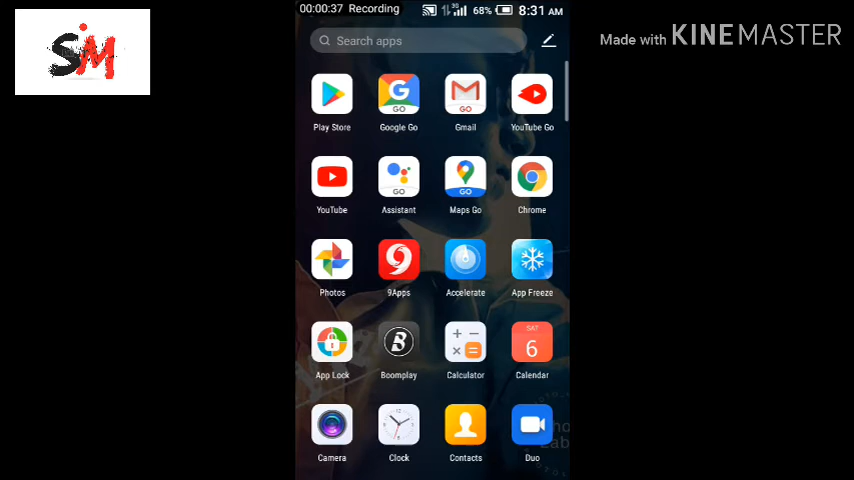 00:00:37 Recording
3G
68%
8:31 AM
SiM
Made with KINEMASTER
Search apps
GO
GO
Play Store
Google Go
Gmail
YouTube Go
GO
GO
YouTube
Assistant
Maps Go
Chrome
Photos
9Apps
Accelerate
App Freeze
SAT
6
App Lock
Boomplay
Calculator
Calendar
Camera
Clock
Contacts
Duo